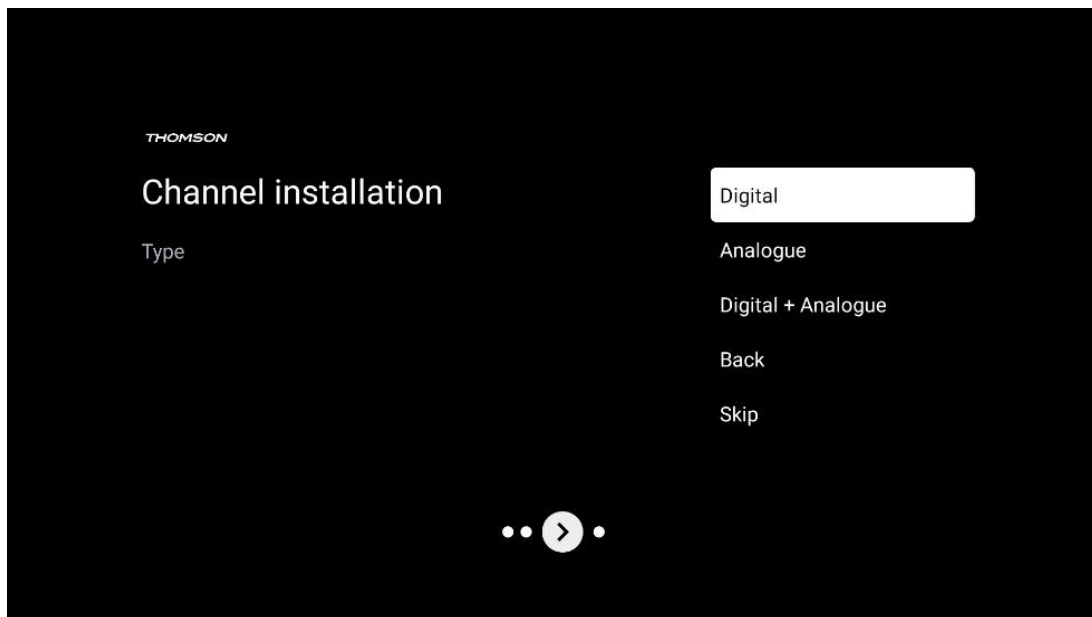 THOMSON
Channel installation
Type
Digital
Analogue
Digital + Analogue
Back
Skip